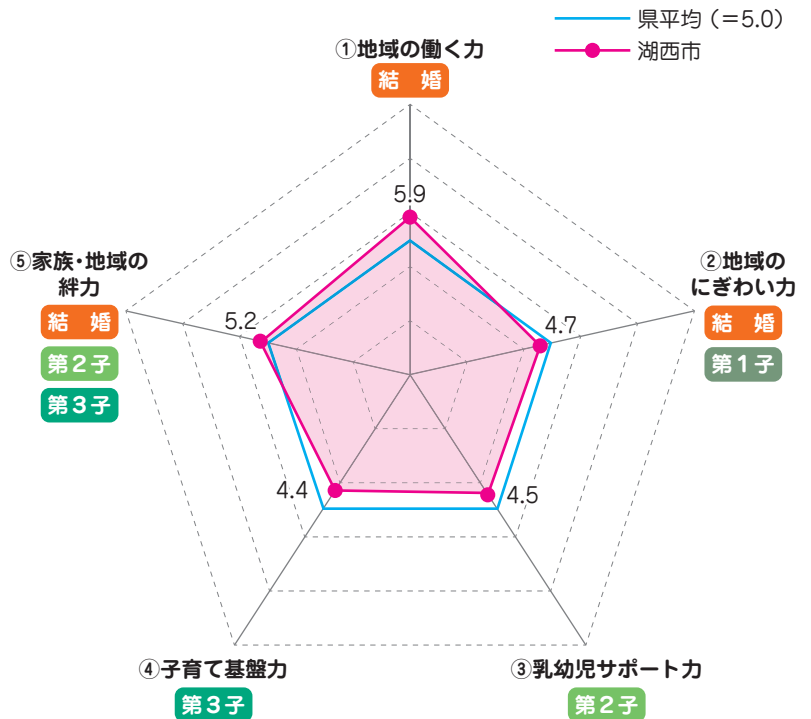 県平均（＝5.0）
湖西市
①地域の働く力
結 婚
5.9
②地域の
にぎわい力
結 婚
第1子
4.7
③乳幼児サポート力
第2子
4.5
④子育て基盤力
第3子
4.4
⑤家族・地域の
絆力
結 婚
第2子
第3子
5.2